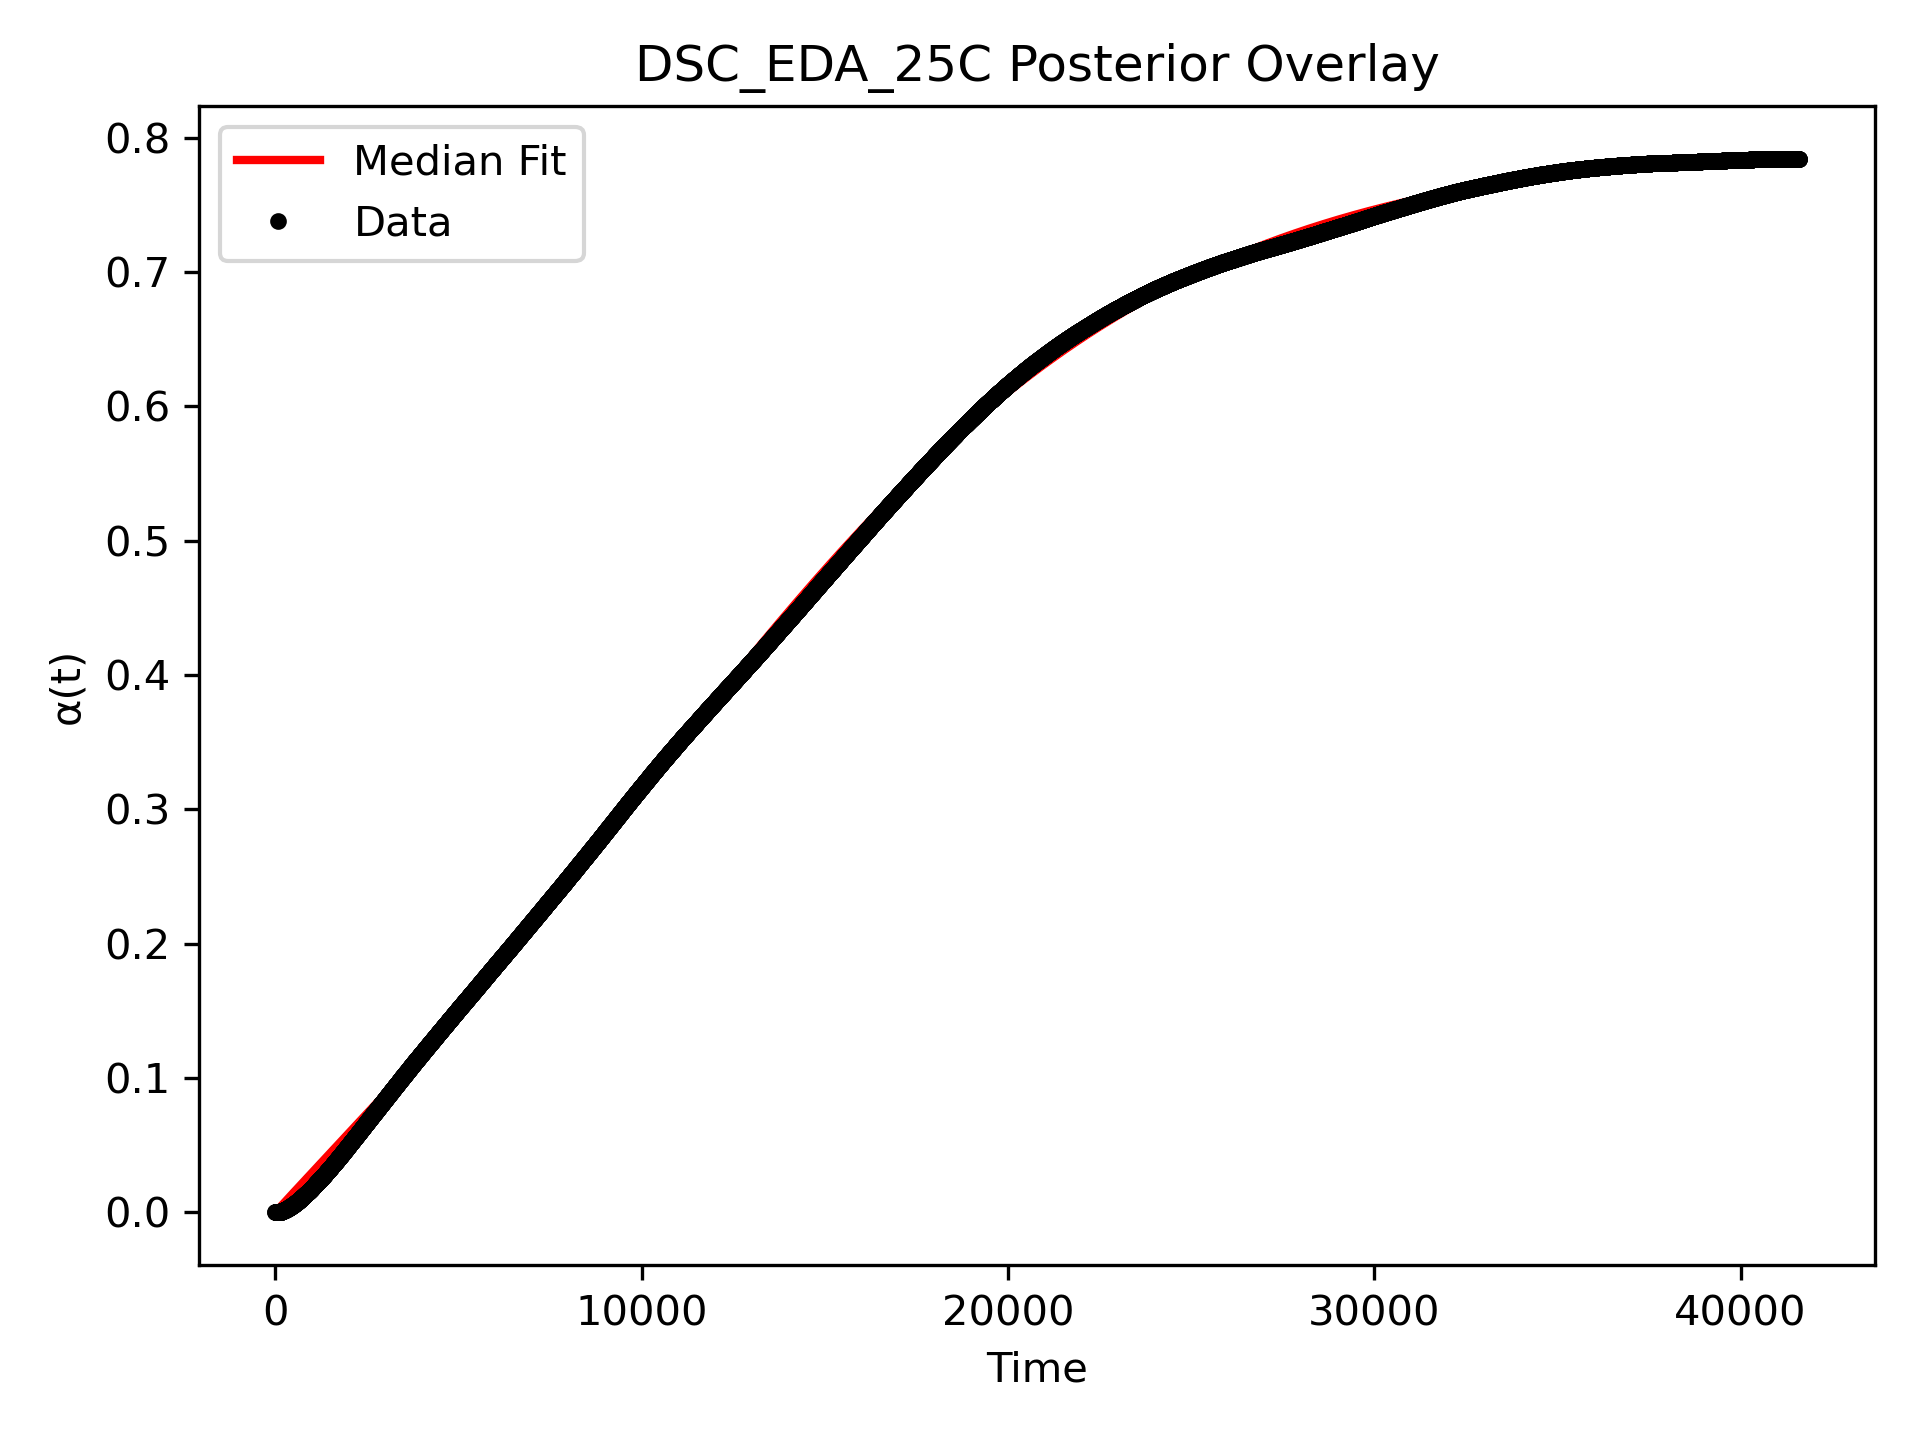 DSC_EDA_25C Posterior Overlay
Median Fit
Data
0.8
0.7
0.6
0.5
0.4
0.3
0.2
0.1
0.0
α(t)
0 10000 20000 30000 40000
Time